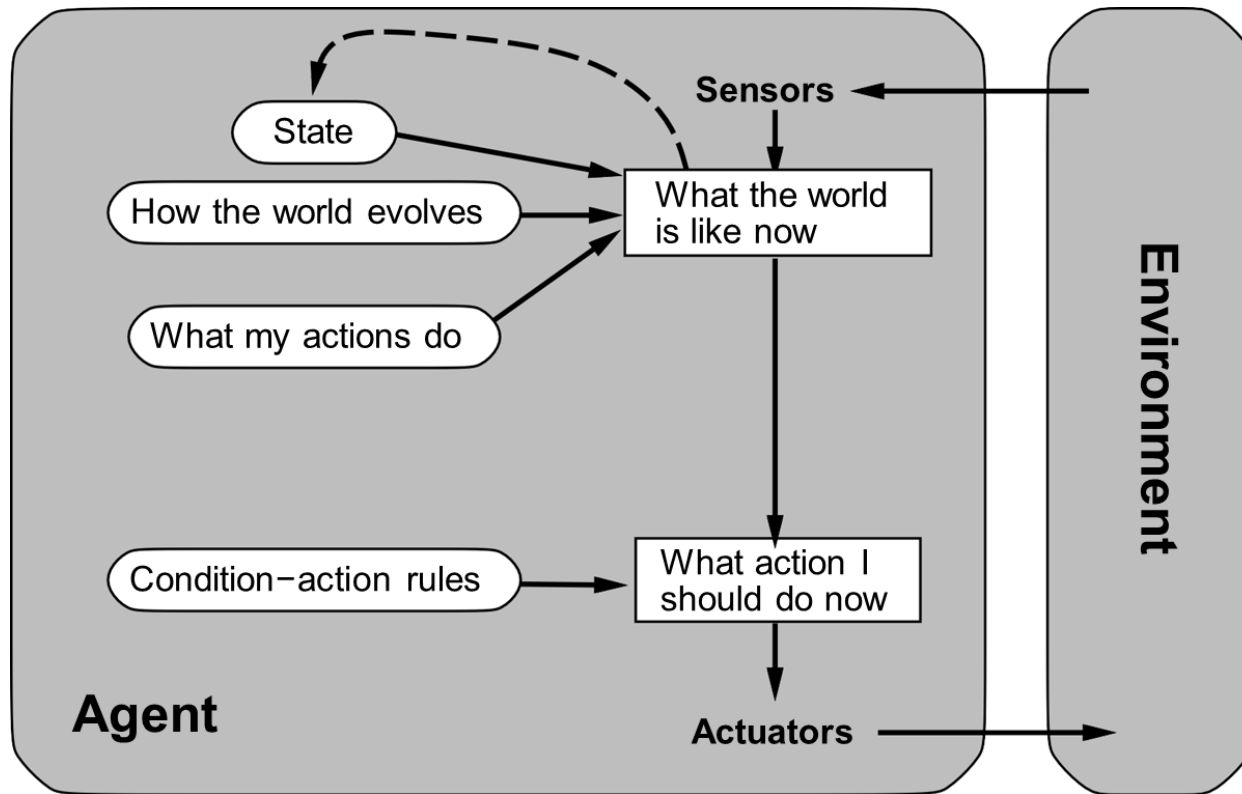 Sensors
State
What the world
is like now
How the world evolves
What my actions do
Environment
Condition−action rules
What action I
should do now
Agent
Actuators